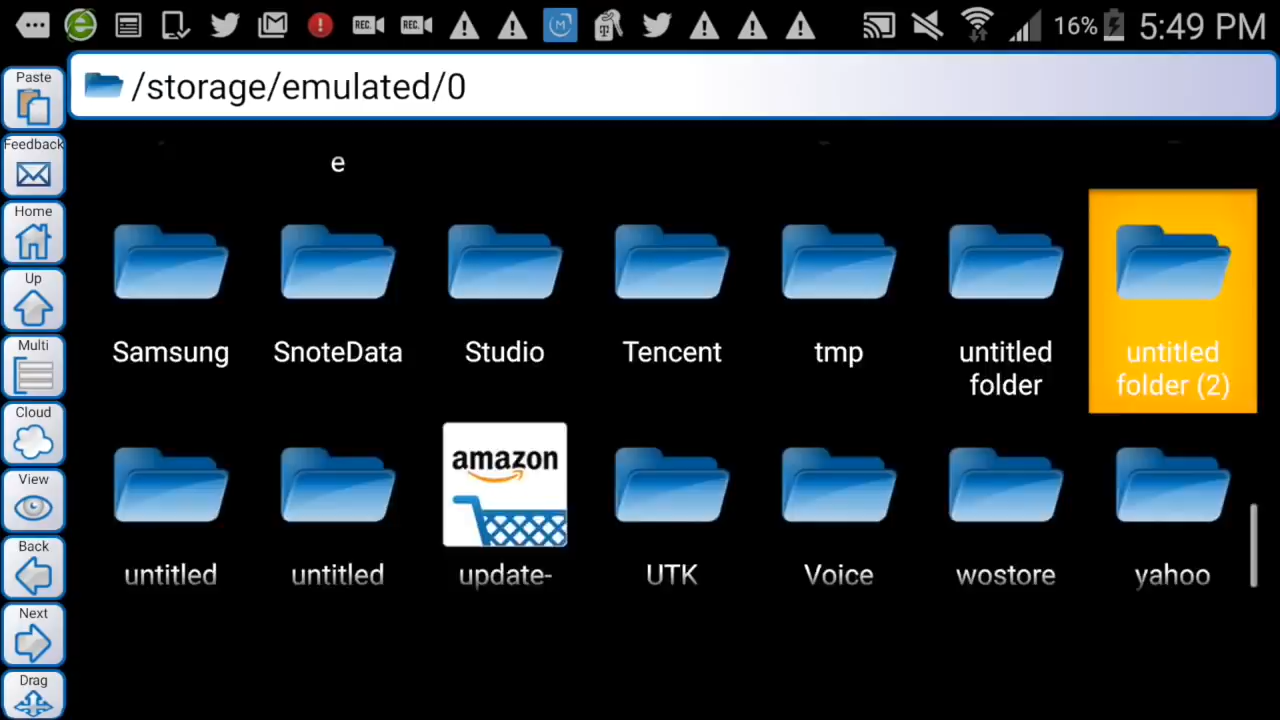 REC. REC. 16% 5:49 PM
Paste
/storage/emulated/0
Feedback
e
Home
Up
Multi
Samsung SnoteData Studio Tencent tmp untitled untitled
folder folder (2)
Cloud
amazon
View
Back
untitled untitled update- UTK Voice wostore yahoo
Next
Drag